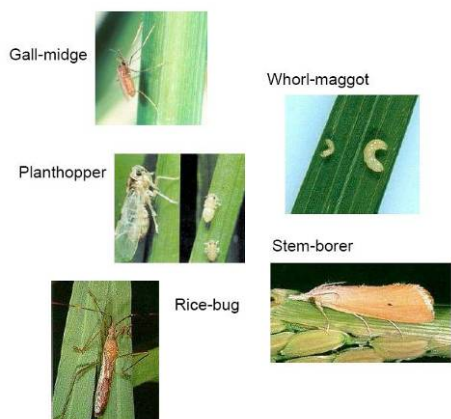 Gall-midge
Whorl-maggot
Planthopper
Stem-borer
Rice-bug